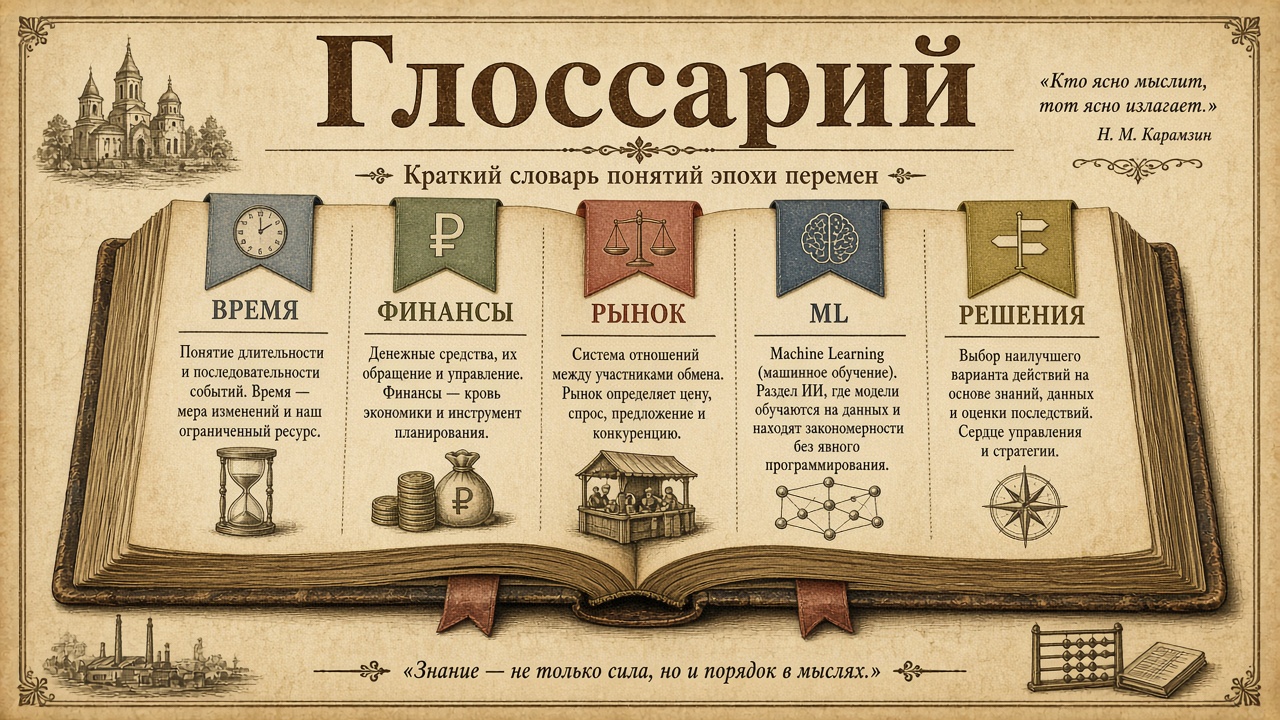 Глоссарий
«Кто ясно мыслит,
тот ясно излагает.»
Н. М. Карамзин
Краткий словарь понятий эпохи перемен
ВРЕМЯ
Понятие длительности
и последовательности
событий. Время —
мера изменений и наш
ограниченный ресурс.
₽
ФИНАНСЫ
Денежные средства, их
обращение и управление.
Финансы — кровь
экономики и инструмент
планирования.
₽
РЫНОК
Система отношений
между участниками обмена.
Рынок определяет цену,
спрос, предложение и
конкуренцию.
ML
Machine Learning
(машинное обучение).
Раздел ИИ, где модели
обучаются на данных и
находят закономерности
без явного
программирования.
РЕШЕНИЯ
Выбор наилучшего
варианта действий на
основе знаний, данных
и оценки последствий.
Сердце управления
и стратегии.
«Знание — не только сила, но и порядок в мыслях.»